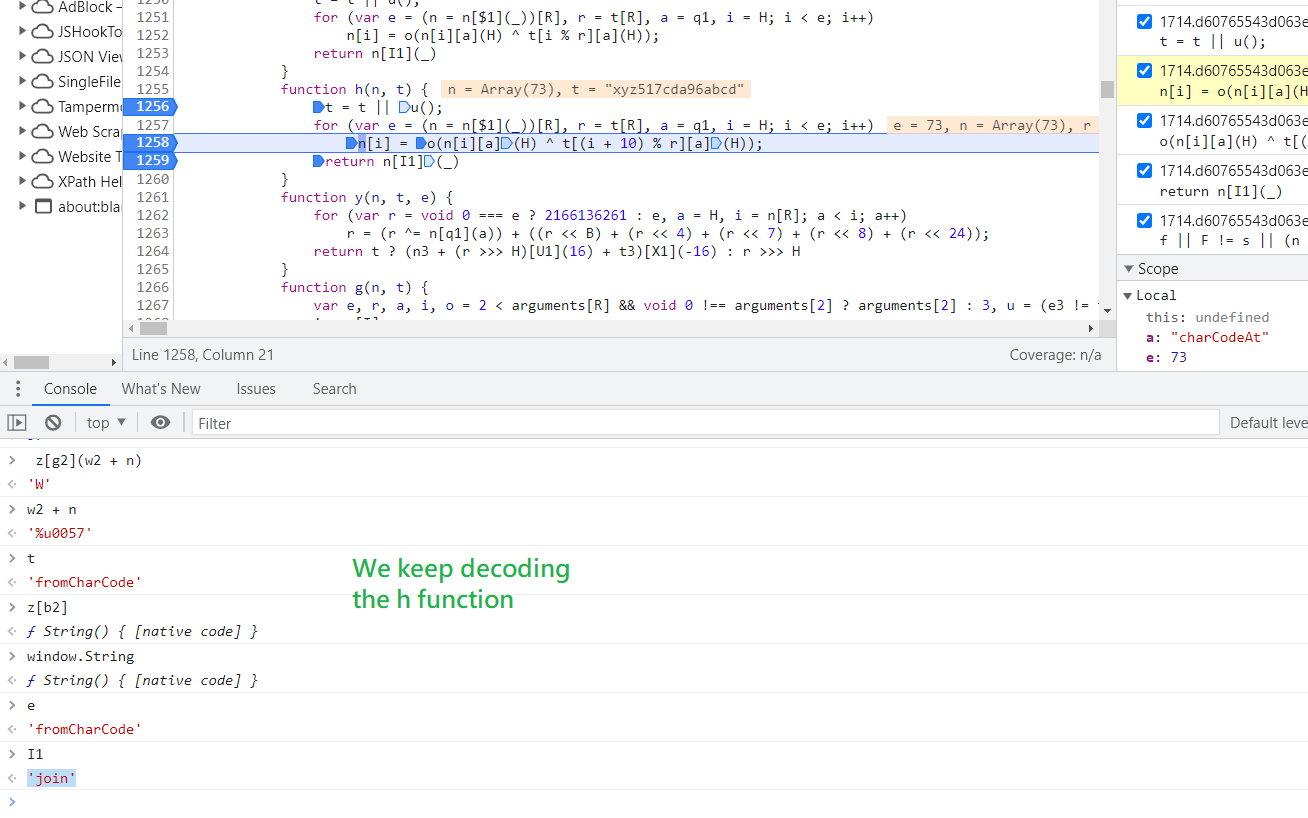 AdBlock –
JSHookTo
JSON View
SingleFile
Tampermo
Web Scra
Website T
XPath Hel
about:blar
1251 for (var e = (n = n[$1](_))[R], r = t[R], a = q1, i = H; i < e; i++)
1252 n[i] = o(n[i][a](H) ^ t[i % r][a](H));
1253 return n[I1](_)
1254 }
1255 function h(n, t) { n = Array(73), t = "xyz517cda96abcd"
1256 t = t || u();
1257 for (var e = (n = n[$1](_))[R], r = t[R], a = q1, i = H; i < e; i++) e = 73, n = Array(73), r
1258 n[i] = o(n[i][a](H) ^ t[(i + 10) % r][a](H));
1259 return n[I1](_)
1260 }
1261 function y(n, t, e) {
1262 for (var r = void 0 === e ? 2166136261 : e, a = H, i = n[R]; a < i; a++)
1263 r = (r ^= n[q1](a)) + ((r << B) + (r << 4) + (r << 7) + (r << 8) + (r << 24));
1264 return t ? (n3 + (r >>> H)[U1](16) + t3)[X1](-16) : r >>> H
1265 }
1266 function g(n, t) {
1267 var e, r, a, i, o = 2 < arguments[R] && void 0 !== arguments[2] ? arguments[2] : 3, u = (e3 !=
Line 1258, Column 21
Coverage: n/a
1714.d60765543d063e
t = t || u();
1714.d60765543d063e
n[i] = o(n[i][a](H
1714.d60765543d063e
o(n[i][a](H) ^ t[(
1714.d60765543d063e
return n[I1](_)
1714.d60765543d063e
f || F != s || (n
Scope
Local
this: undefined
a: "charCodeAt"
e: 73
Console What's New Issues Search
top Filter Default leve
z[g2](w2 + n)
'W'
w2 + n
'%u0057'
t
'fromCharCode'
z[b2]
ƒ String() { [native code] }
window.String
ƒ String() { [native code] }
e
'fromCharCode'
I1
'join'
We keep decoding
the h function